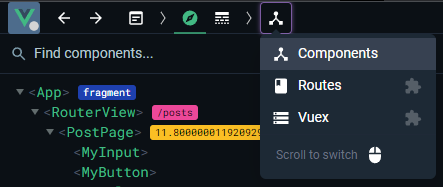 Find components...
<App> fragment
<RouterView> /posts
<PostPage> 11.800000011920929
<MyInput>
<MyButton>
Components
Routes
Vuex
Scroll to switch